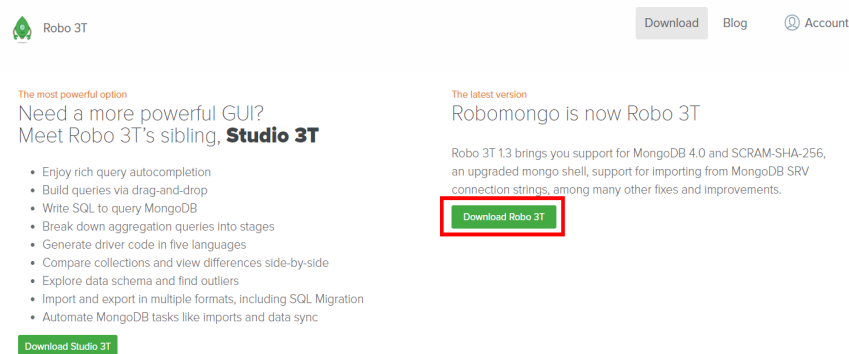 Robo 3T
Download
Blog
Account
The most powerful option
Need a more powerful GUI?
Meet Robo 3T's sibling, Studio 3T
• Enjoy rich query autocompletion
• Build queries via drag-and-drop
• Write SQL to query MongoDB
• Break down aggregation queries into stages
• Generate driver code in five languages
• Compare collections and view differences side-by-side
• Explore data schema and find outliers
• Import and export in multiple formats, including SQL Migration
• Automate MongoDB tasks like imports and data sync
Download Studio 3T
The latest version
Robomongo is now Robo 3T
Robo 3T 1.3 brings you support for MongoDB 4.0 and SCRAM-SHA-256,
an upgraded mongo shell, support for importing from MongoDB SRV
connection strings, among many other fixes and improvements.
Download Robo 3T